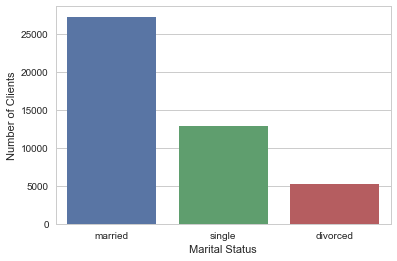 Number of Clients
25000
20000
15000
10000
5000
0
married single divorced
Marital Status